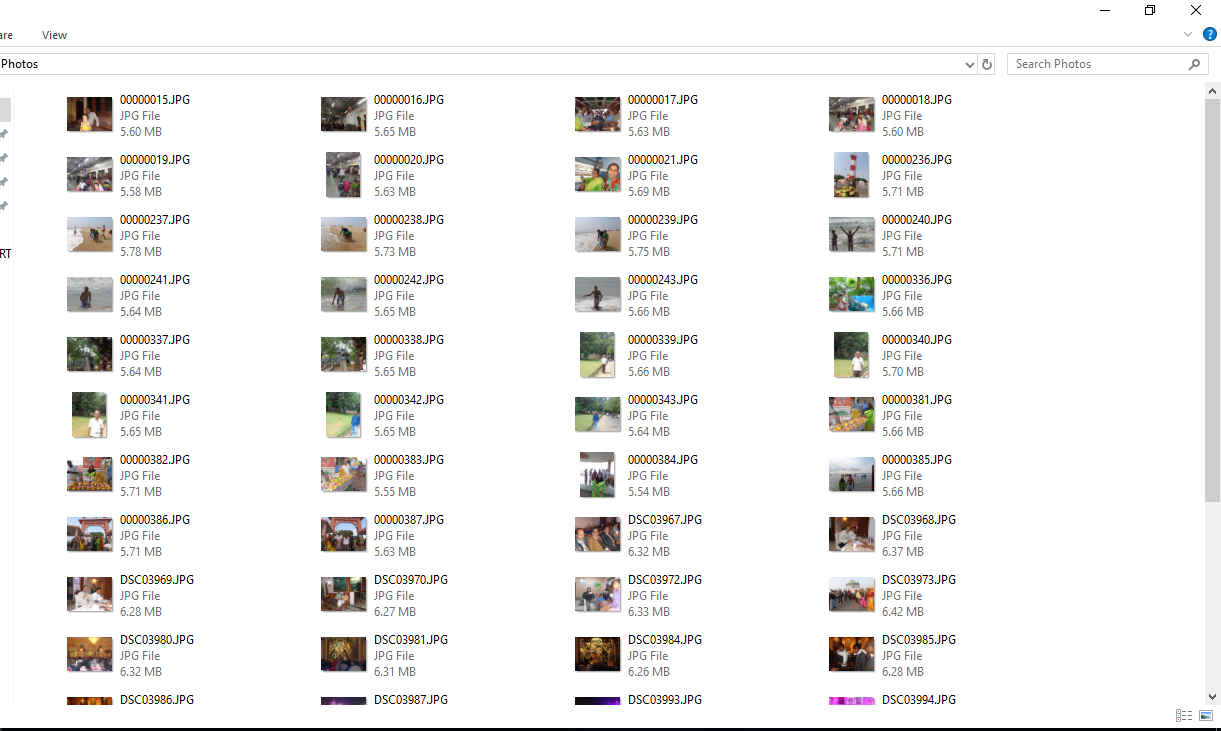 are View
Photos
Search Photos
00000015.JPG
JPG File
5.60 MB
00000016.JPG
JPG File
5.65 MB
00000017.JPG
JPG File
5.63 MB
00000018.JPG
JPG File
5.60 MB
00000019.JPG
JPG File
5.58 MB
00000020.JPG
JPG File
5.63 MB
00000021.JPG
JPG File
5.69 MB
00000236.JPG
JPG File
5.71 MB
00000237.JPG
JPG File
5.78 MB
00000238.JPG
JPG File
5.73 MB
00000239.JPG
JPG File
5.75 MB
00000240.JPG
JPG File
5.71 MB
RT
00000241.JPG
JPG File
5.64 MB
00000242.JPG
JPG File
5.65 MB
00000243.JPG
JPG File
5.66 MB
00000336.JPG
JPG File
5.66 MB
00000337.JPG
JPG File
5.64 MB
00000338.JPG
JPG File
5.65 MB
00000339.JPG
JPG File
5.66 MB
00000340.JPG
JPG File
5.70 MB
00000341.JPG
JPG File
5.65 MB
00000342.JPG
JPG File
5.65 MB
00000343.JPG
JPG File
5.64 MB
00000381.JPG
JPG File
5.66 MB
00000382.JPG
JPG File
5.71 MB
00000383.JPG
JPG File
5.55 MB
00000384.JPG
JPG File
5.54 MB
00000385.JPG
JPG File
5.66 MB
00000386.JPG
JPG File
5.71 MB
00000387.JPG
JPG File
5.63 MB
DSC03967.JPG
JPG File
6.32 MB
DSC03968.JPG
JPG File
6.37 MB
DSC03969.JPG
JPG File
6.28 MB
DSC03970.JPG
JPG File
6.27 MB
DSC03972.JPG
JPG File
6.33 MB
DSC03973.JPG
JPG File
6.42 MB
DSC03980.JPG
JPG File
6.32 MB
DSC03981.JPG
JPG File
6.31 MB
DSC03984.JPG
JPG File
6.26 MB
DSC03985.JPG
JPG File
6.28 MB
DSC03986.JPG
DSC03987.JPG
DSC03993.JPG
DSC03994.JPG